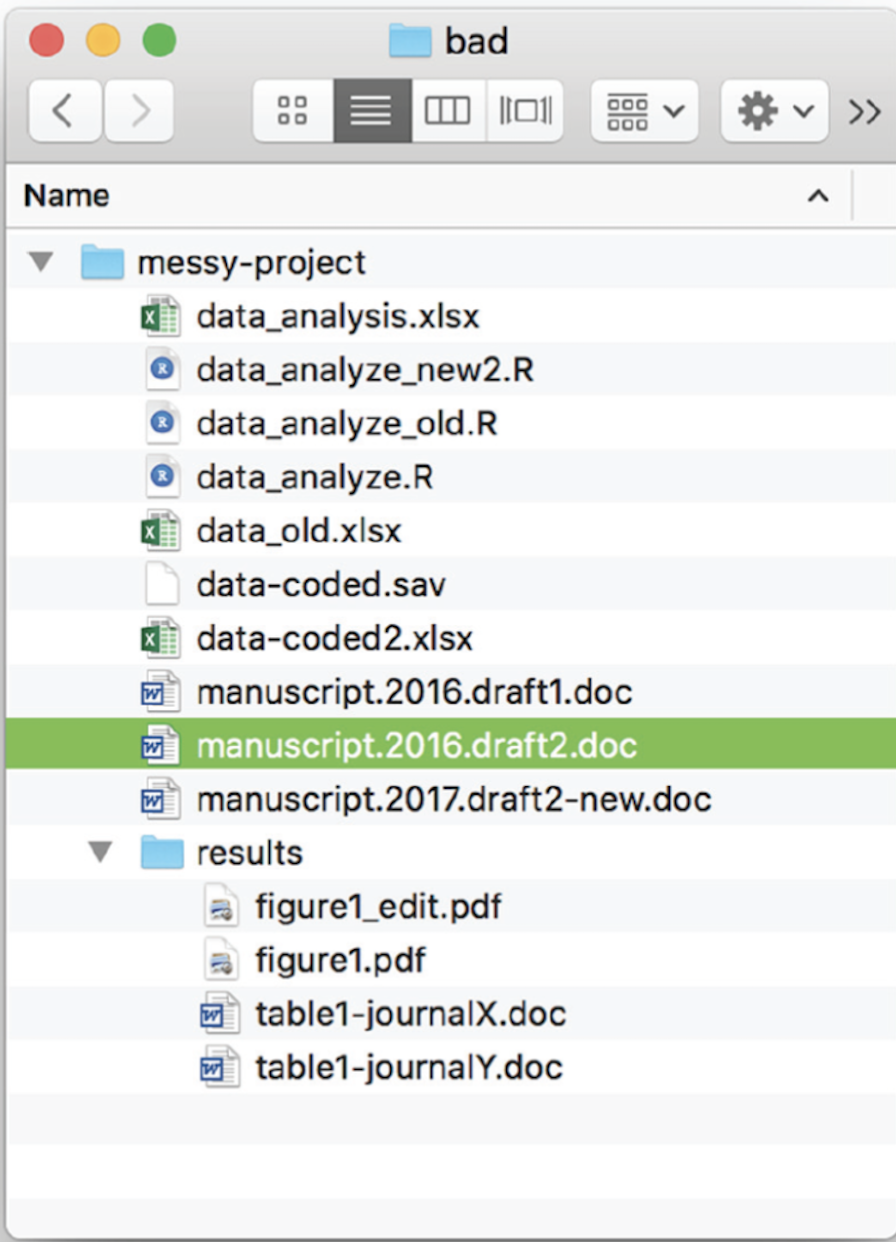 bad
Name
messy-project
data_analysis.xlsx
data_analyze_new2.R
data_analyze_old.R
data_analyze.R
data_old.xlsx
data-coded.sav
data-coded2.xlsx
manuscript.2016.draft1.doc
manuscript.2016.draft2.doc
manuscript.2017.draft2-new.doc
results
figure1_edit.pdf
figure1.pdf
table1-journalX.doc
table1-journalY.doc